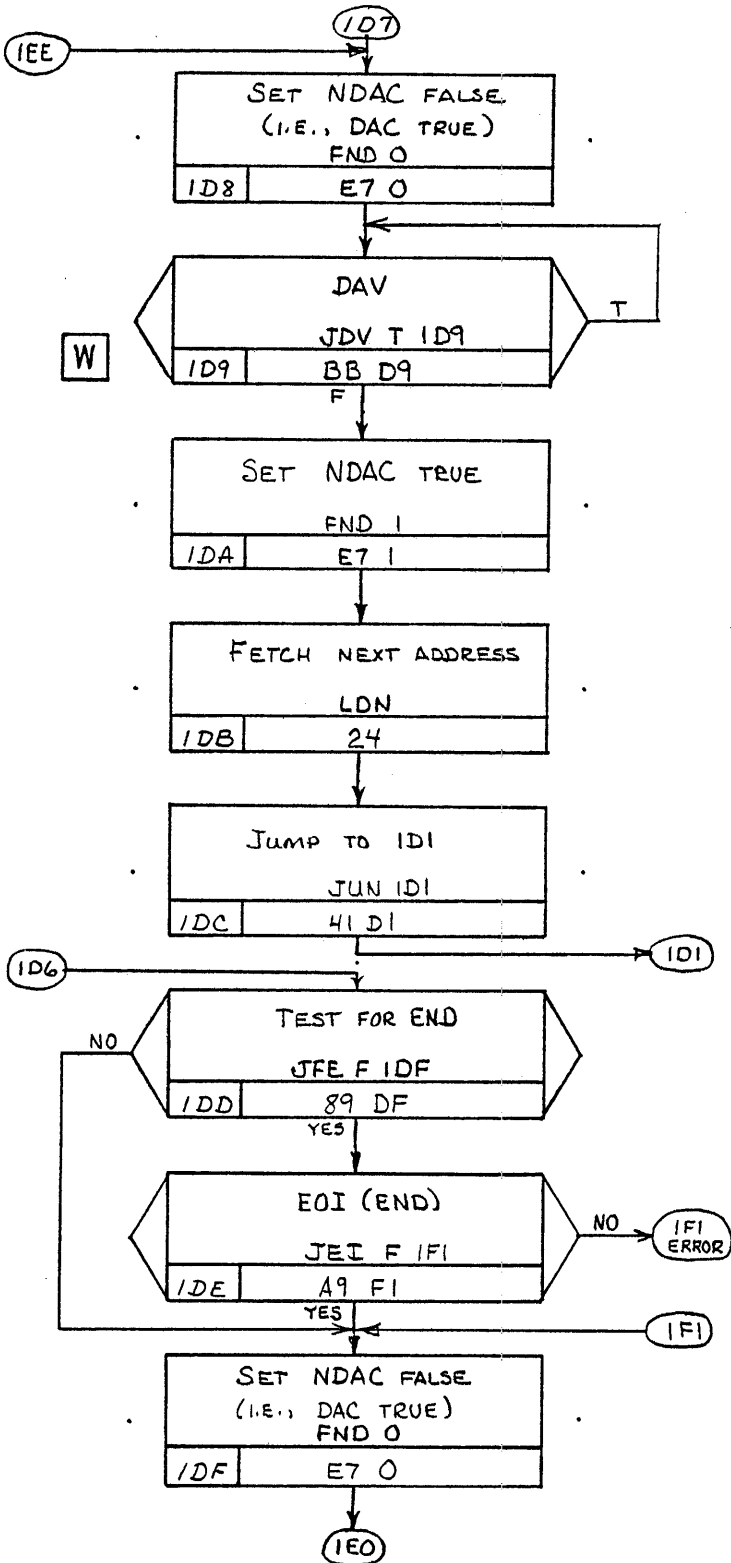 1D7
1EE
SET NDAC FALSE
(I.E., DAC TRUE)
FND 0
1D8 E7 0
DAV
T
JDV T 1D9
W
1D9 BB D9
F
SET NDAC TRUE
FND 1
1DA E7 1
FETCH NEXT ADDRESS
LDN
1DB 24
JUMP TO 1D1
JUN 1D1
1DC 41 D1
1D1
1D6
TEST FOR END
NO
JFE F 1DF
1DD 89 DF
YES
EOI (END)
NO
1F1
ERROR
JEI F 1F1
1DE A9 F1
YES
1F1
SET NDAC FALSE
(I.E., DAC TRUE)
FND 0
1DF E7 0
1E0